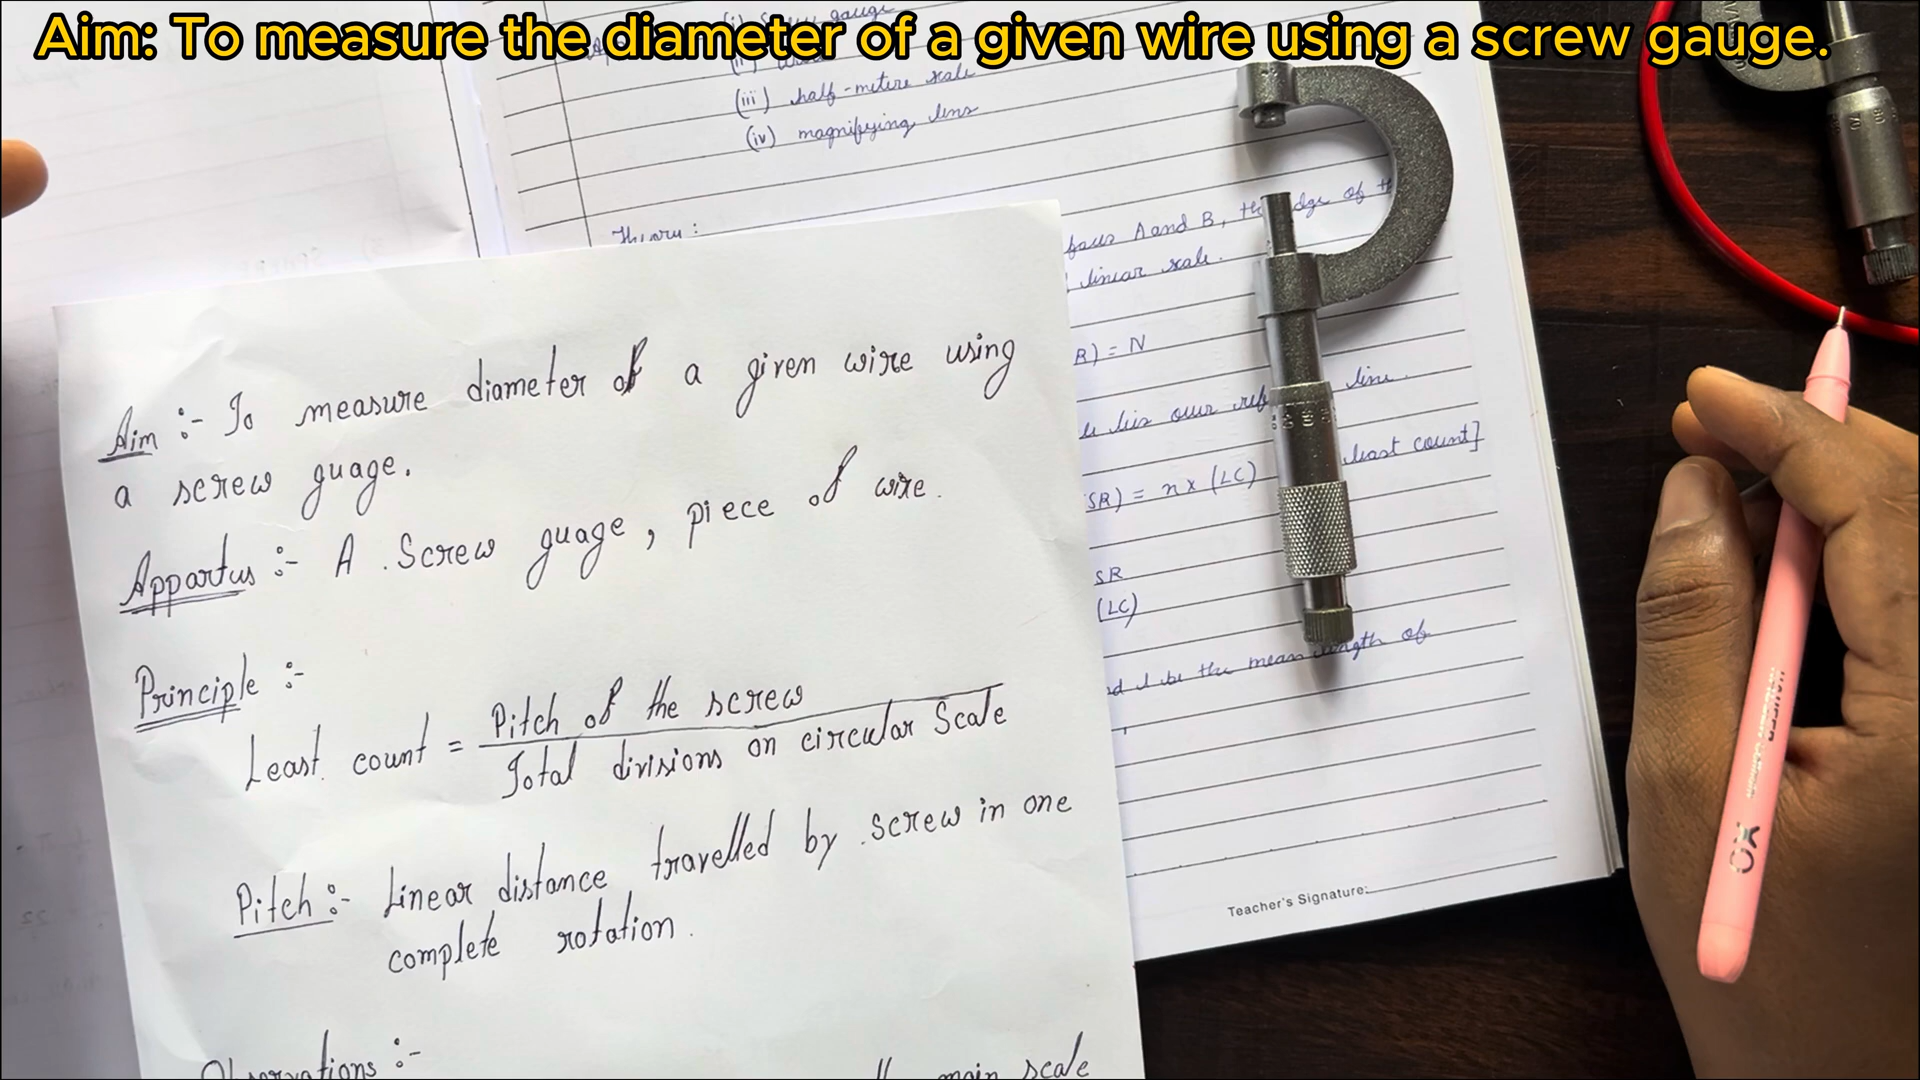 Aim: To measure the diameter of a given wire using a screw gauge.
(iii) half-metre scale
(iv) magnifying lens
Theory:
faces A and B, the edge of
linear scale.
R) = N
line.
least count]
SR) = n x (LC)
SR
(LC)
be the mean length of
Teacher's Signature:
Aim :- To measure diameter of a given wire using
a screw guage.
Appartus :- A Screw guage, piece of wire.
Principle :-
Least count = Pitch of the screw
Total divisions on circular Scale
Pitch :- Linear distance travelled by screw in one
complete rotation.
Observations :-
main scale
OX